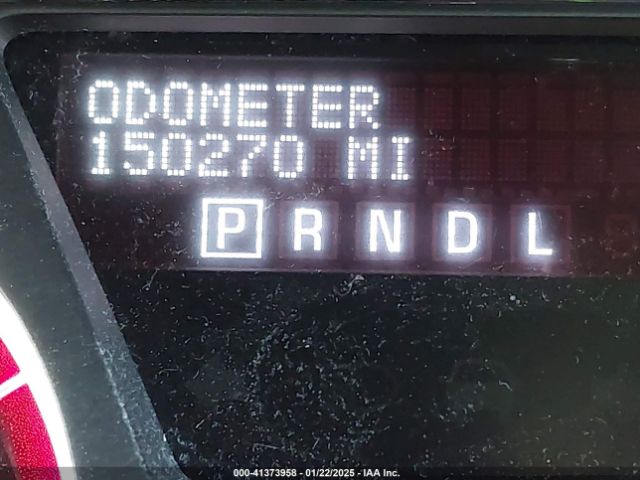 ODOMETER
150270 MI
P R N D L
000-41373958 - 01/22/2025 - IAA Inc.